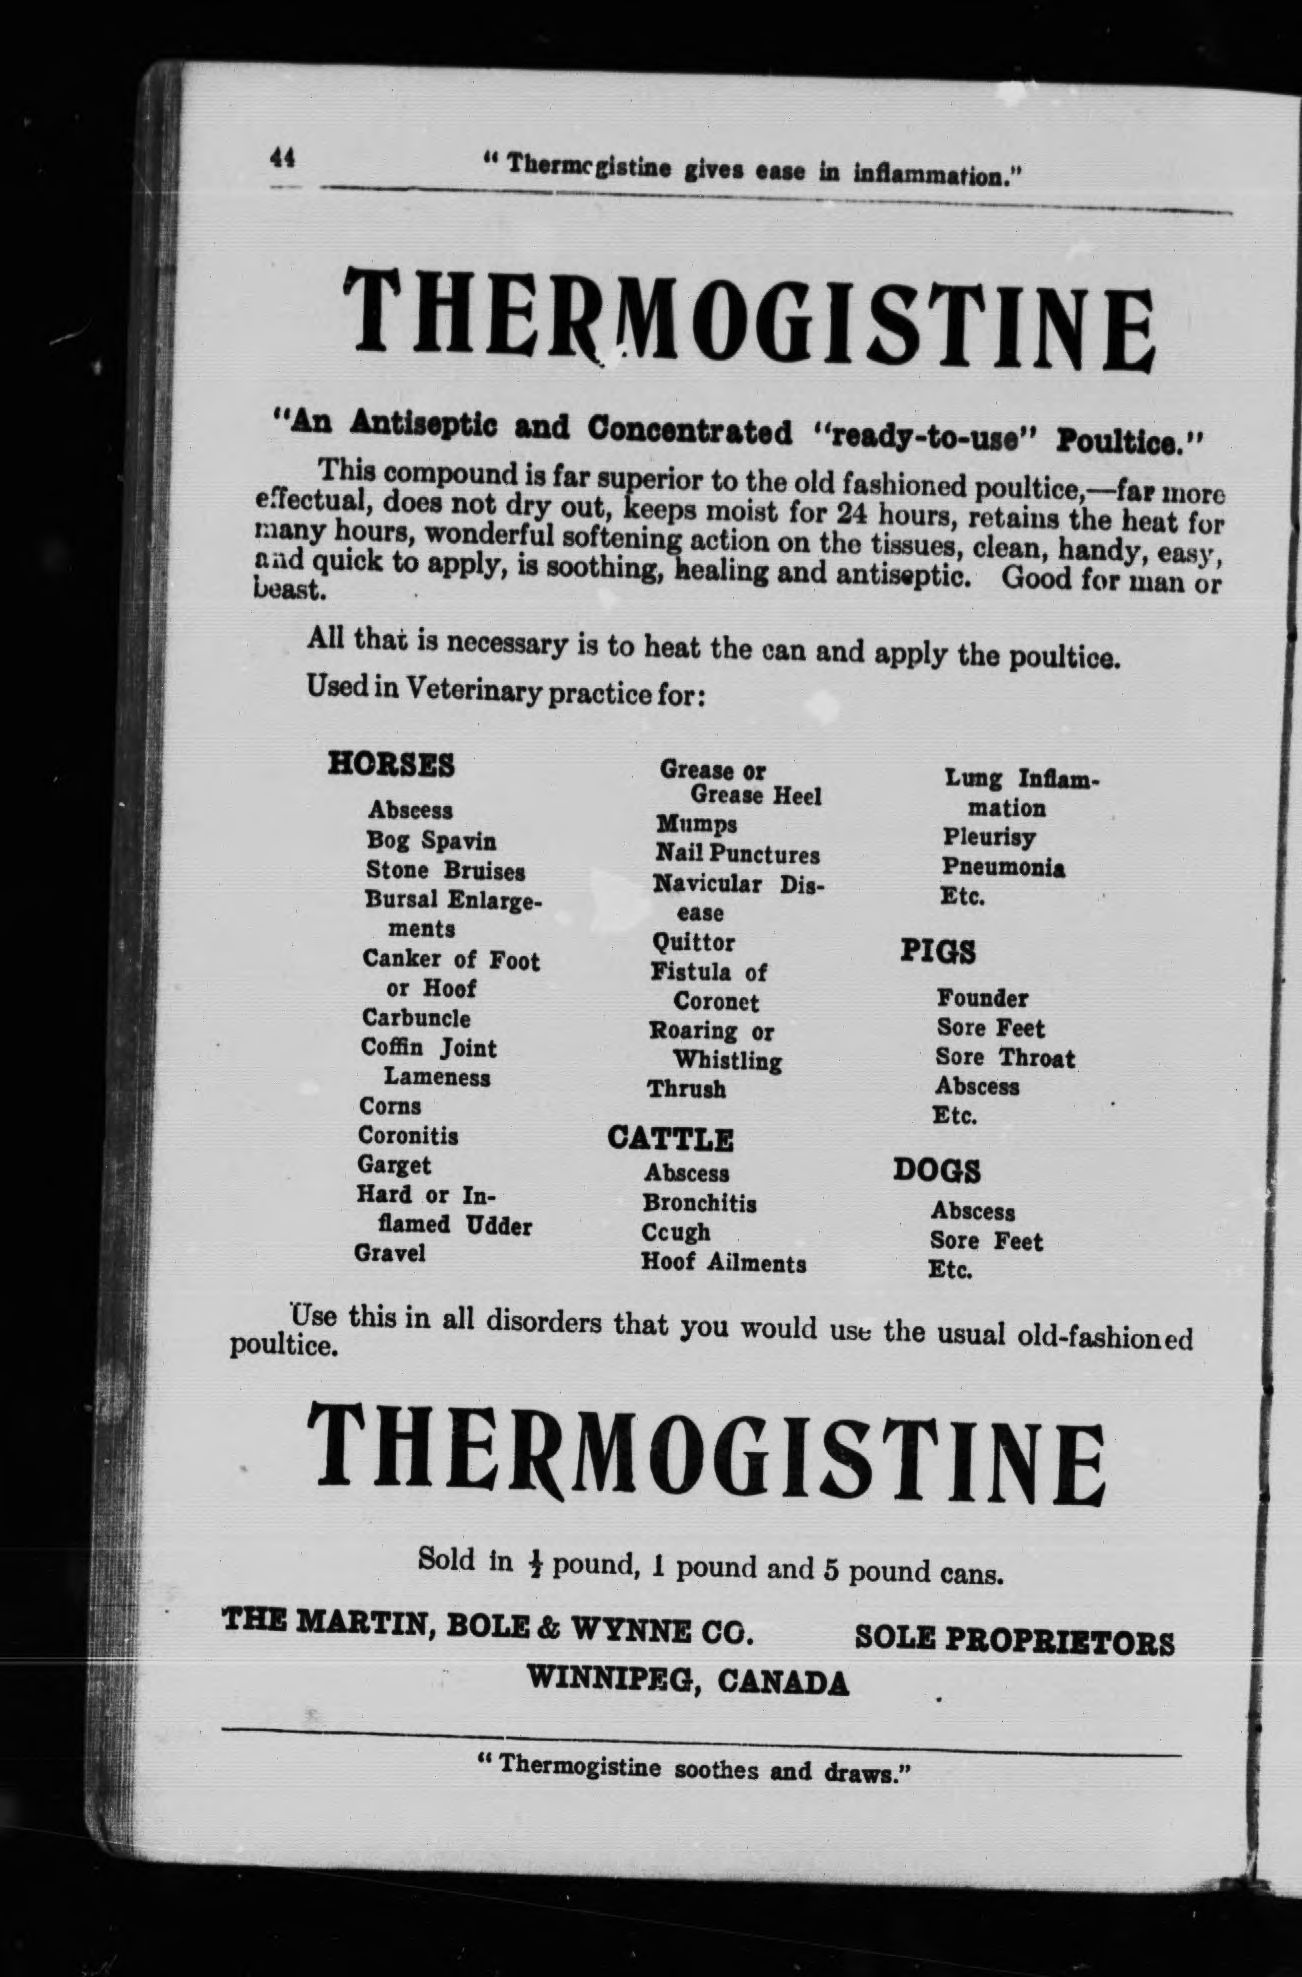 44
"Thermogistine gives ease in inflammation."
THERMOGISTINE
"An Antiseptic and Concentrated "ready-to-use" Poultice."
This compound is far superior to the old fashioned poultice,—far more
effectual, does not dry out, keeps moist for 24 hours, retains the heat for
many hours, wonderful softening action on the tissues, clean, handy, easy,
and quick to apply, is soothing, healing and antiseptic. Good for man or
beast.
All that is necessary is to heat the can and apply the poultice.
Used in Veterinary practice for:
HORSES
Abscess
Bog Spavin
Stone Bruises
Bursal Enlarge-
ments
Canker of Foot
or Hoof
Carbuncle
Coffin Joint
Lameness
Corns
Coronitis
Garget
Hard or In-
flamed Udder
Gravel
Grease or
Grease Heel
Mumps
Nail Punctures
Navicular Dis-
ease
Quittor
Fistula of
Coronet
Roaring or
Whistling
Thrush
CATTLE
Abscess
Bronchitis
Cough
Hoof Ailments
Lung Inflam-
mation
Pleurisy
Pneumonia
Etc.
PIGS
Founder
Sore Feet
Sore Throat
Abscess
Etc.
DOGS
Abscess
Sore Feet
Etc.
Use this in all disorders that you would use the usual old-fashioned
poultice.
THERMOGISTINE
Sold in ½ pound, 1 pound and 5 pound cans.
THE MARTIN, BOLE & WYNNE CO. SOLE PROPRIETORS
WINNIPEG, CANADA
"Thermogistine soothes and draws."